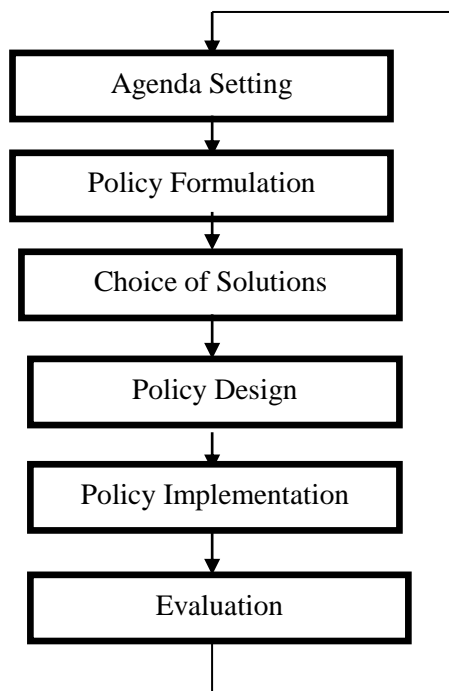 Agenda Setting
Policy Formulation
Choice of Solutions
Policy Design
Policy Implementation
Evaluation